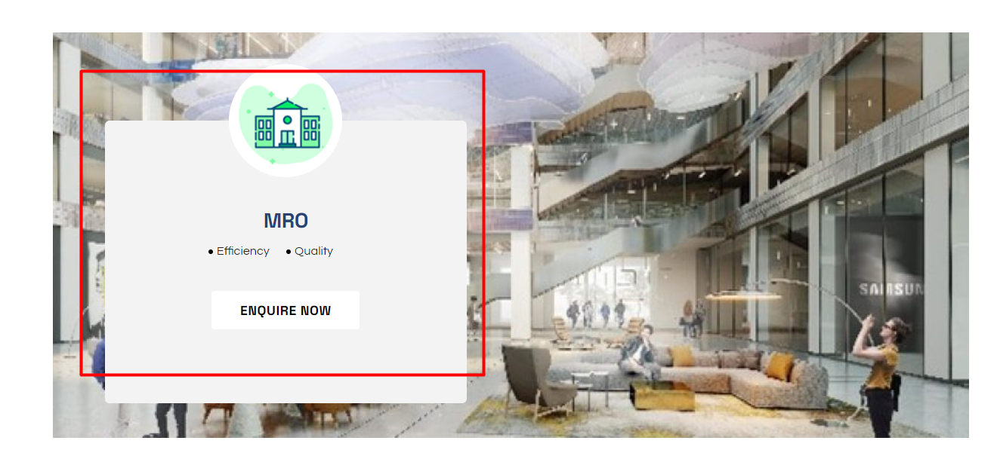 MRO
• Efficiency • Quality
ENQUIRE NOW
SAMSUN